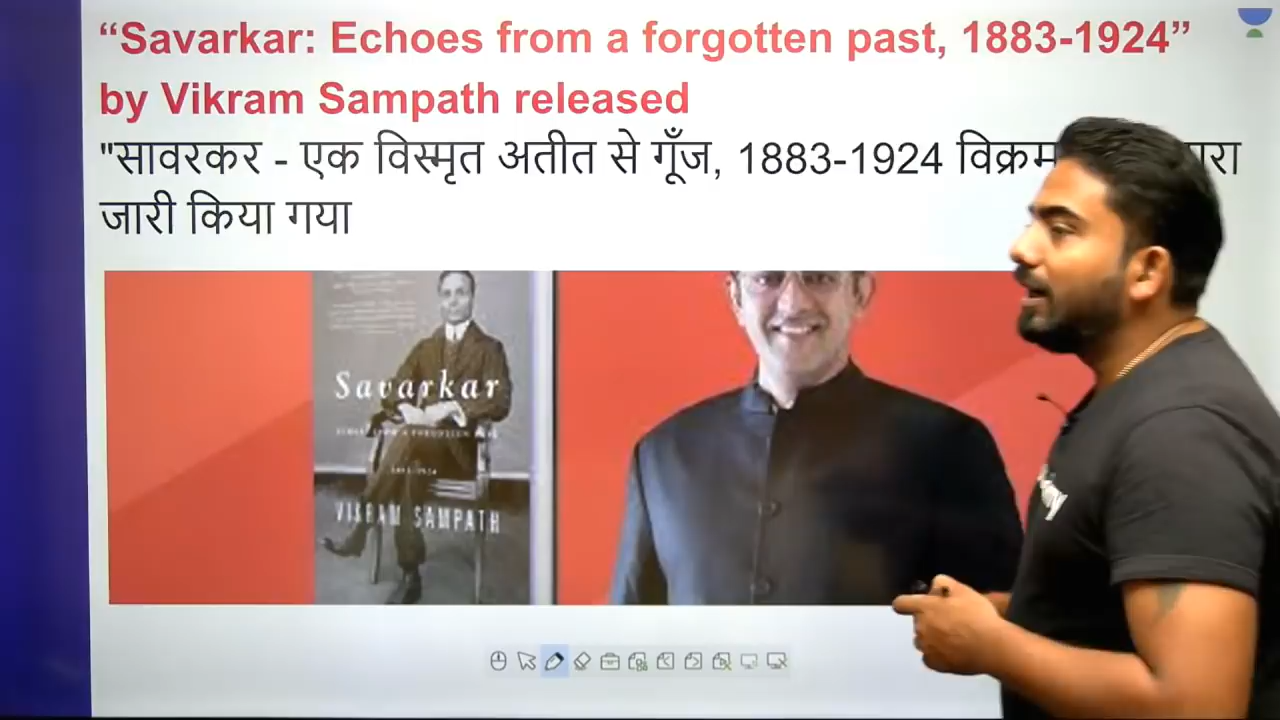 “Savarkar: Echoes from a forgotten past, 1883-1924”
by Vikram Sampath released
"सावरकर - एक विस्मृत अतीत से गूँज, 1883-1924 विक्रम
जारी किया गया
Savarkar
VIKRAM SAMPATH